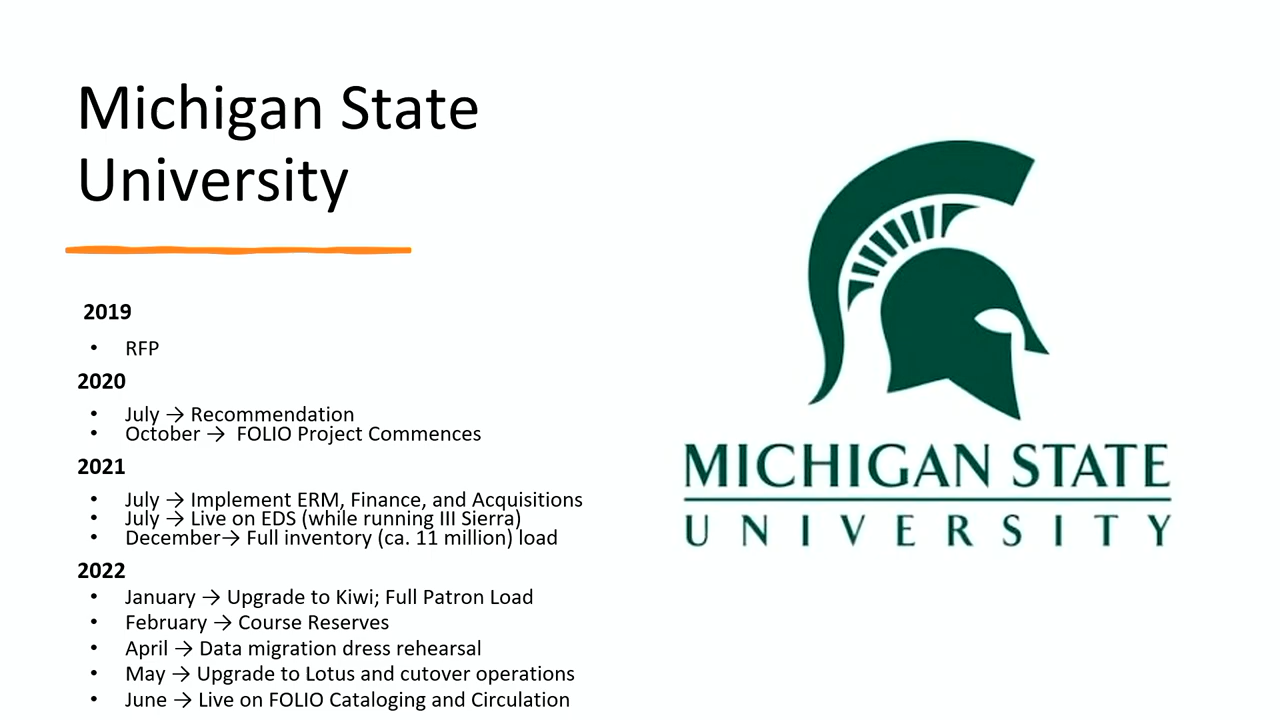 Michigan State
University
2019
• RFP
2020
• July → Recommendation
• October → FOLIO Project Commences
2021
• July → Implement ERM, Finance, and Acquisitions
• July → Live on EDS (while running III Sierra)
• December→ Full inventory (ca. 11 million) load
2022
• January → Upgrade to Kiwi; Full Patron Load
• February → Course Reserves
• April → Data migration dress rehearsal
• May → Upgrade to Lotus and cutover operations
• June → Live on FOLIO Cataloging and Circulation
MICHIGAN STATE
UNIVERSITY